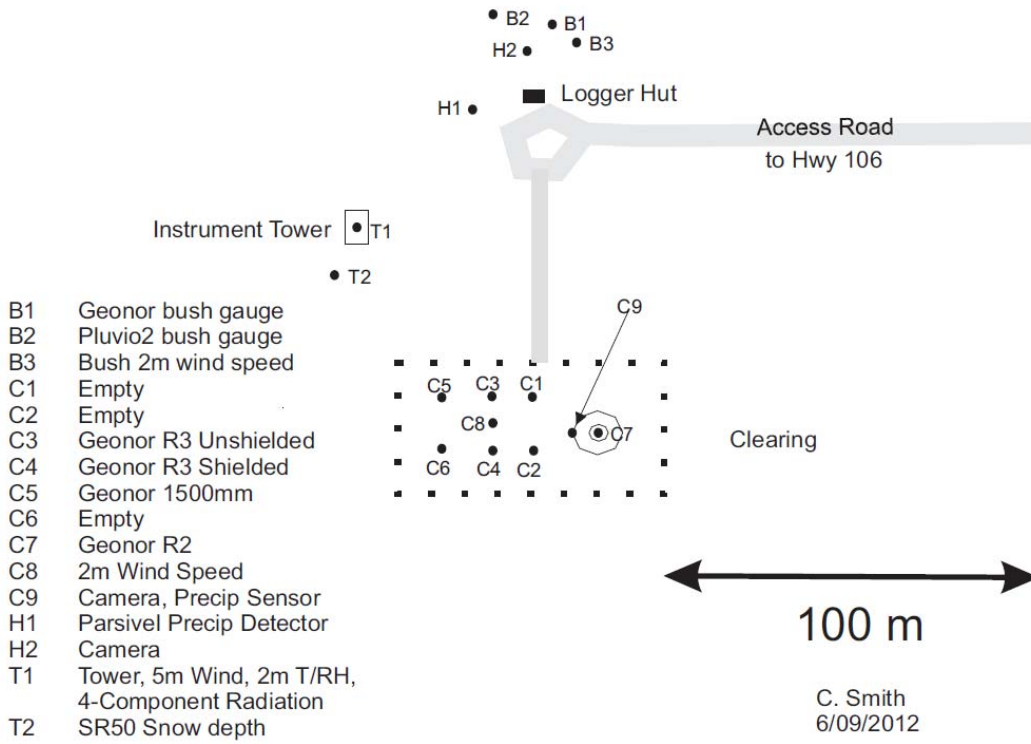 B2
B1
H2
B3
H1
Logger Hut
Access Road
to Hwy 106
Instrument Tower
T1
T2
B1 Geonor bush gauge
B2 Pluvio2 bush gauge
B3 Bush 2m wind speed
C1 Empty
C2 Empty
C3 Geonor R3 Unshielded
C4 Geonor R3 Shielded
C5 Geonor 1500mm
C6 Empty
C7 Geonor R2
C8 2m Wind Speed
C9 Camera, Precip Sensor
H1 Parsivel Precip Detector
H2 Camera
T1 Tower, 5m Wind, 2m T/RH,
4-Component Radiation
T2 SR50 Snow depth
C9
C5 C3 C1
C8
C7
C6 C4 C2
Clearing
100 m
C. Smith
6/09/2012